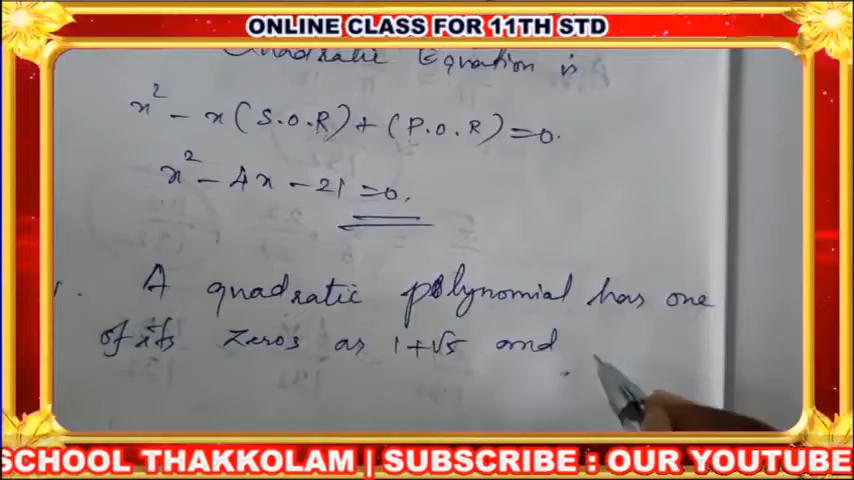 ONLINE CLASS FOR 11TH STD
Quadratic Equation is
x² - x(S.O.R) + (P.O.R) = 0.
x² - 4x - 21 = 0.
A quadratic polynomial has one
of its zeros as 1+√5 and
SCHOOL THAKKOLAM | SUBSCRIBE : OUR YOUTUBE